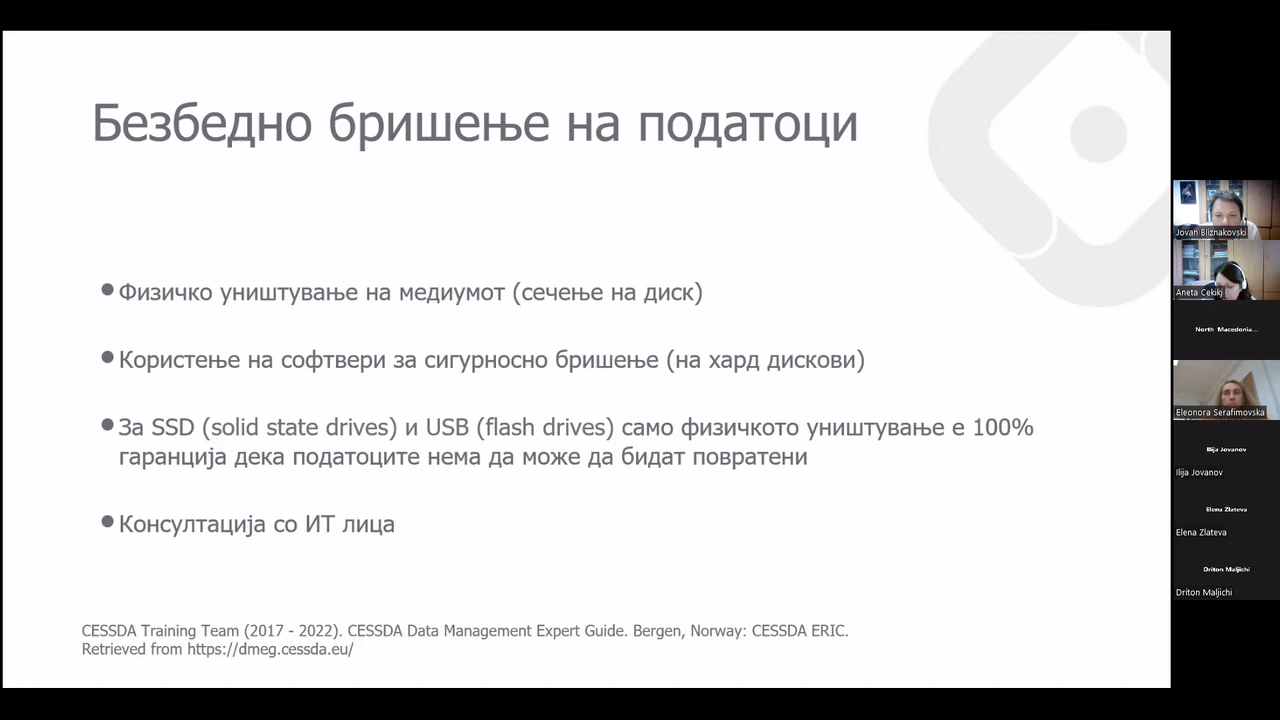 Безбедно бришење на податоци
•Физичко уништување на медиумот (сечење на диск)
•Користење на софтвери за сигурносно бришење (на хард дискови)
•За SSD (solid state drives) и USB (flash drives) само физичкото уништување е 100%
гаранција дека податоците нема да може да бидат повратени
•Консултација со ИТ лица
CESSDA Training Team (2017 - 2022). CESSDA Data Management Expert Guide. Bergen, Norway: CESSDA ERIC.
Retrieved from https://dmeg.cessda.eu/
Jovan Bliznakovski
Aneta Cekikj
North Macedonia...
Eleonora Serafimovska
Ilija Jovanov
Ilija Jovanov
Elena Zlateva
Elena Zlateva
Driton Maljichi
Driton Maljichi